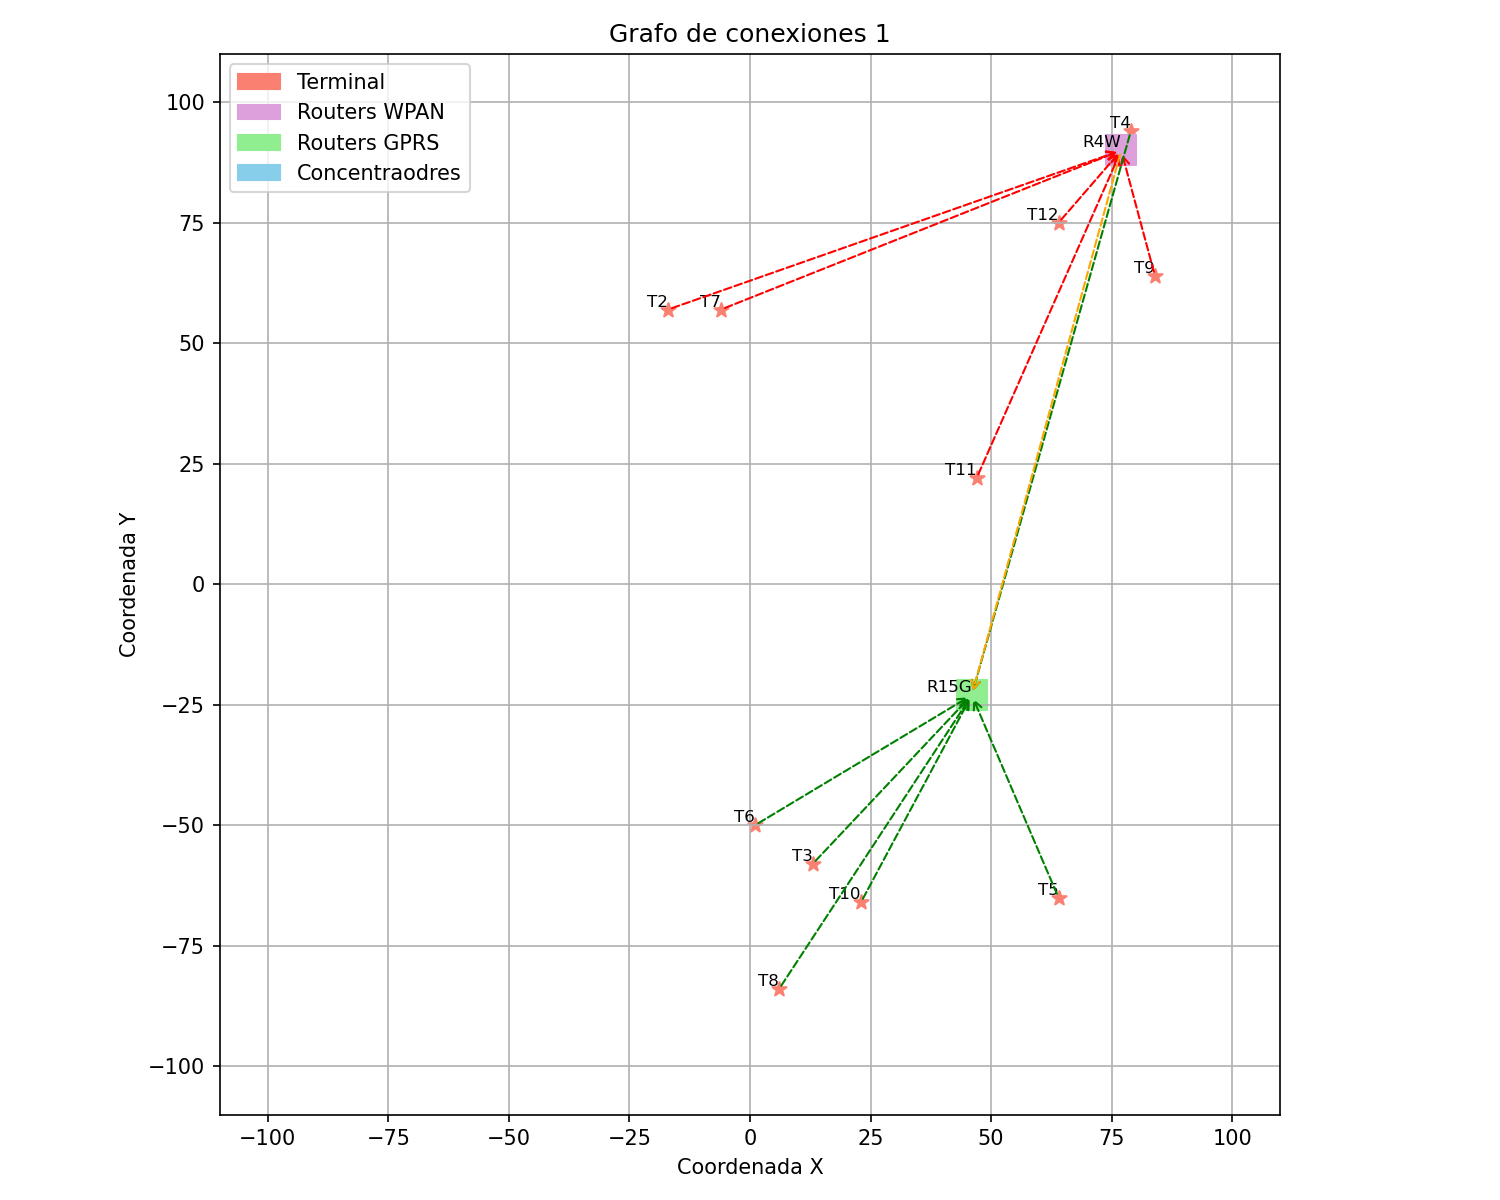 Grafo de conexiones 1
Terminal
Routers WPAN
Routers GPRS
Concentraodres
T4
R4W
T12
T9
T2
T7
T11
R15G
T6
T3
T10
T5
T8
100
75
50
25
0
−25
−50
−75
−100
Coordenada Y
−100 −75 −50 −25 0 25 50 75 100
Coordenada X